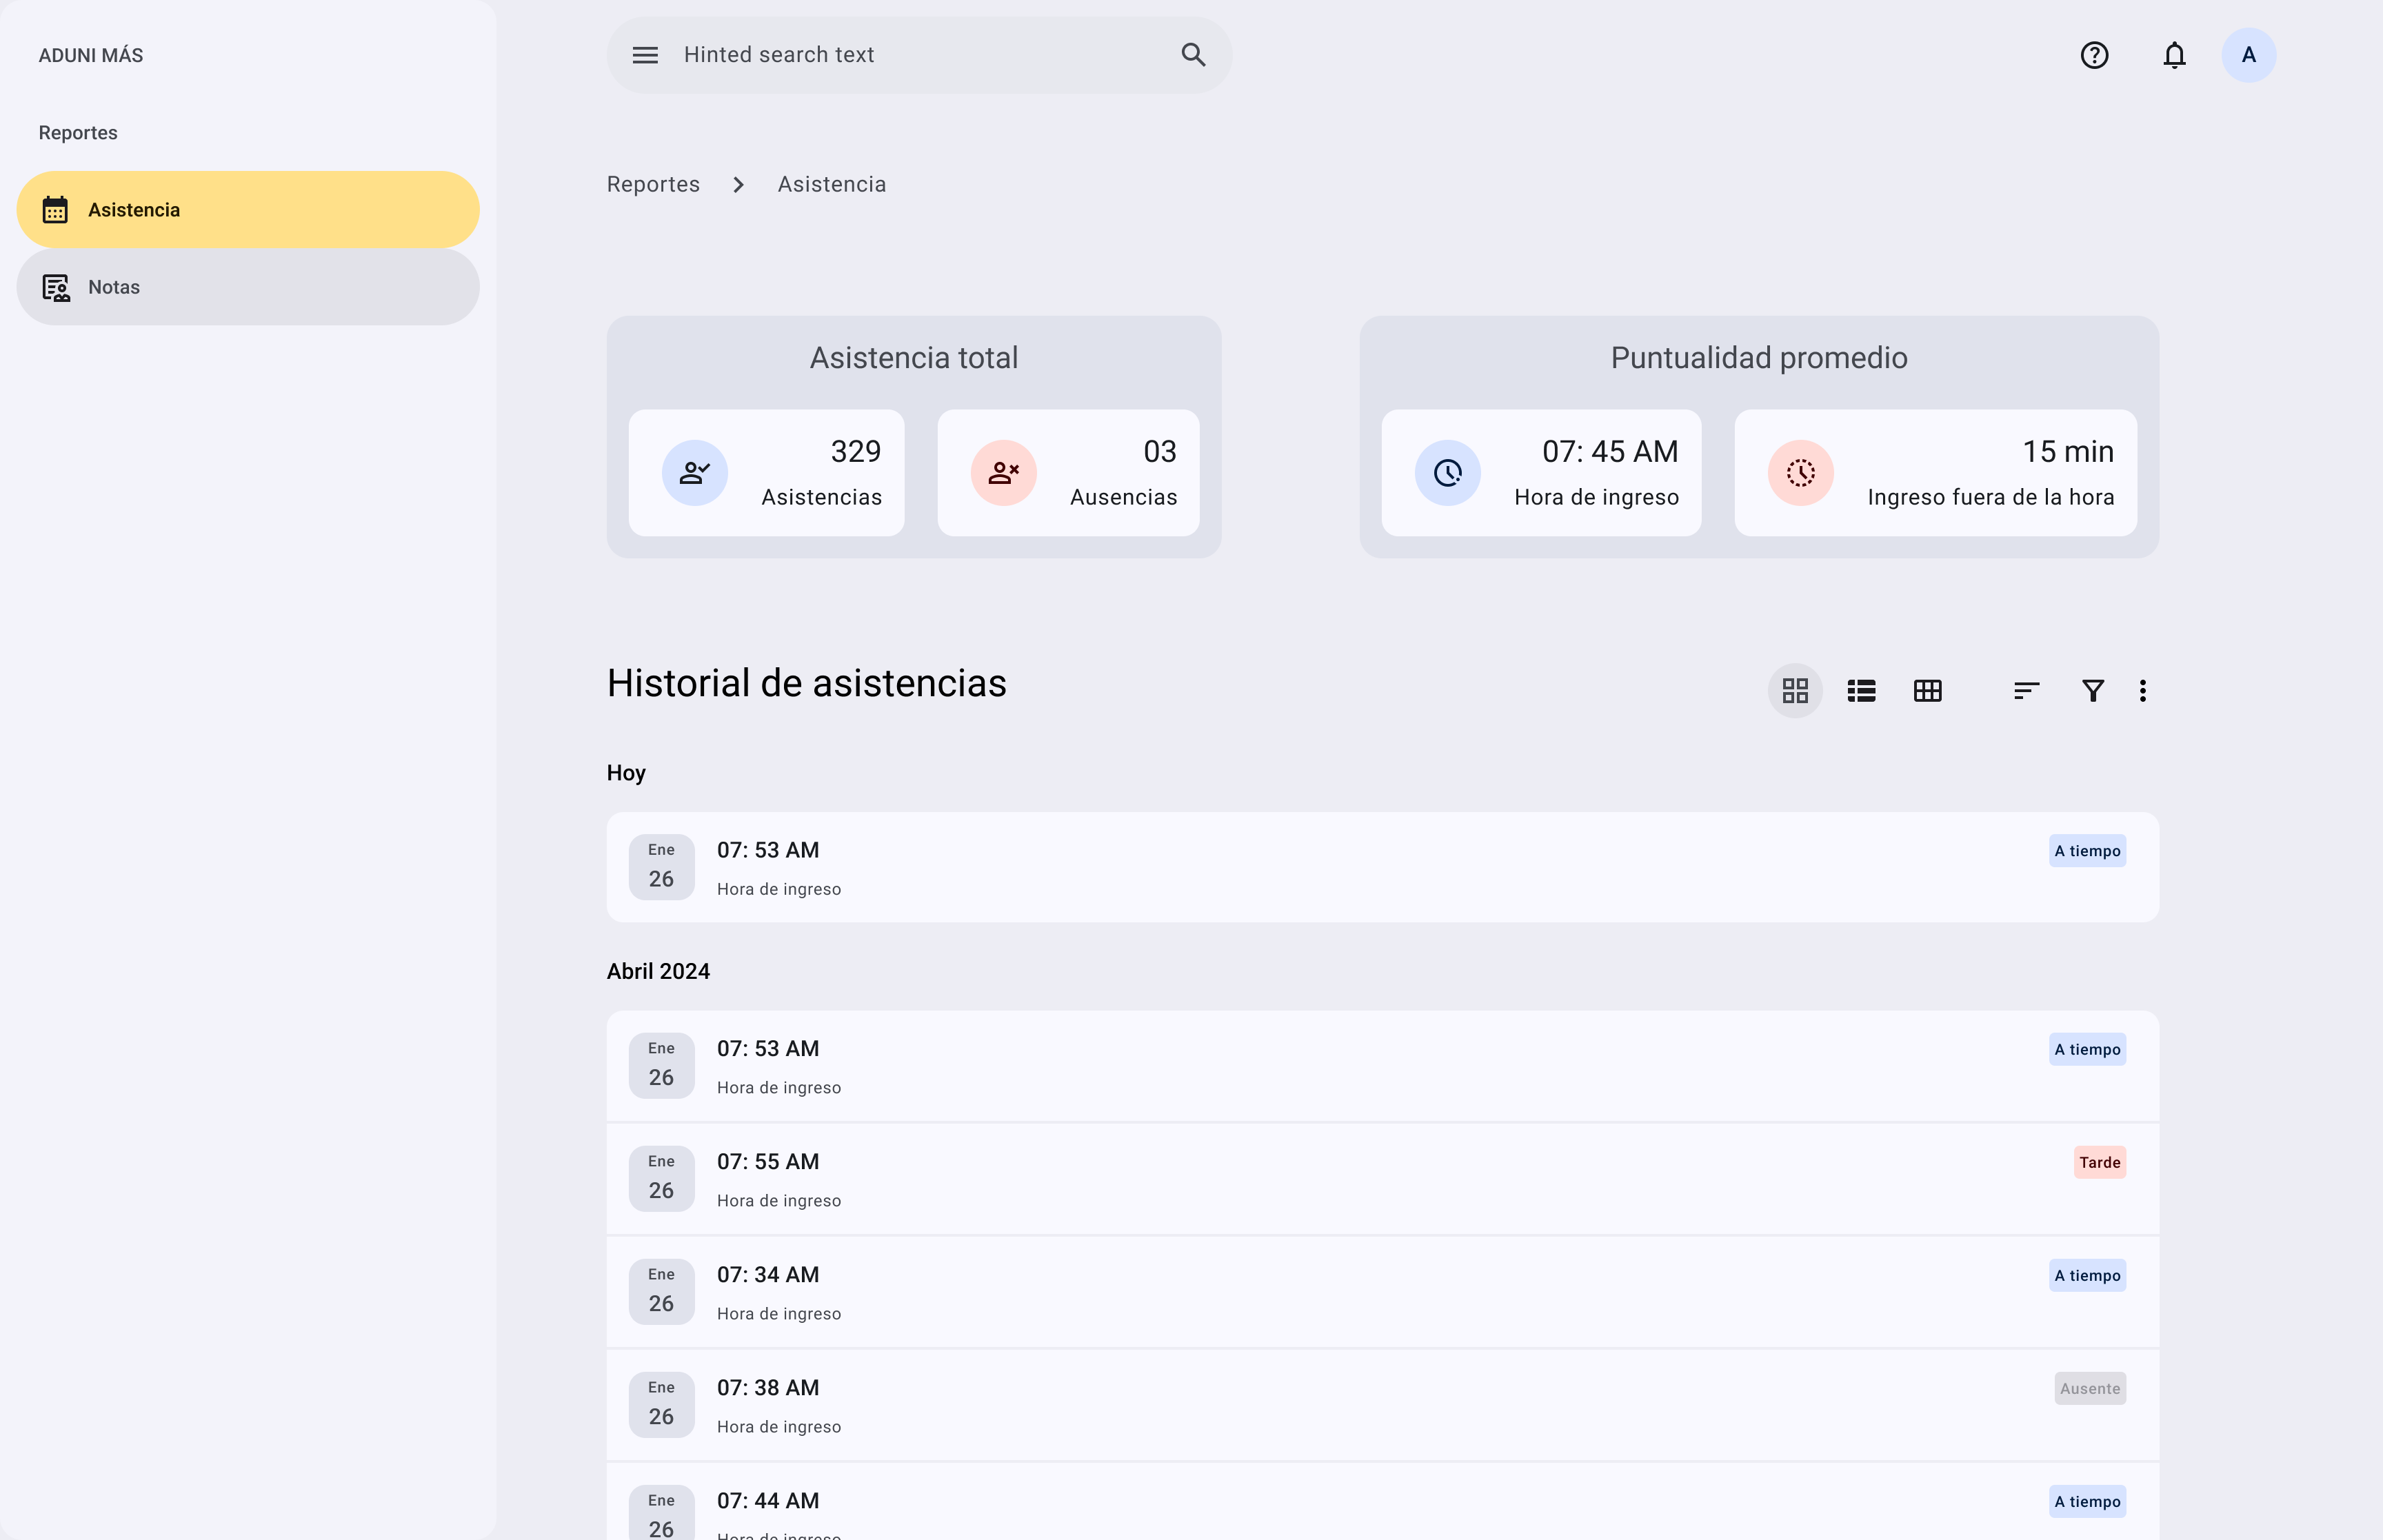 ADUNI MÁS
Reportes
Asistencia
Notas
Hinted search text
A
Reportes
Asistencia
Asistencia total
329
Asistencias
03
Ausencias
Puntualidad promedio
07: 45 AM
Hora de ingreso
15 min
Ingreso fuera de la hora
Historial de asistencias
Hoy
Ene
26
07: 53 AM
Hora de ingreso
A tiempo
Abril 2024
Ene
26
07: 53 AM
Hora de ingreso
A tiempo
Ene
26
07: 55 AM
Hora de ingreso
Tarde
Ene
26
07: 34 AM
Hora de ingreso
A tiempo
Ene
26
07: 38 AM
Hora de ingreso
Ausente
Ene
26
07: 44 AM
Hora de ingreso
A tiempo